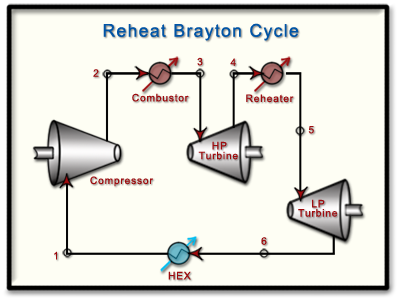 Reheat Brayton Cycle
2
3
4
Combustor
Reheater
HP
Turbine
5
Compressor
LP
Turbine
1
6
HEX